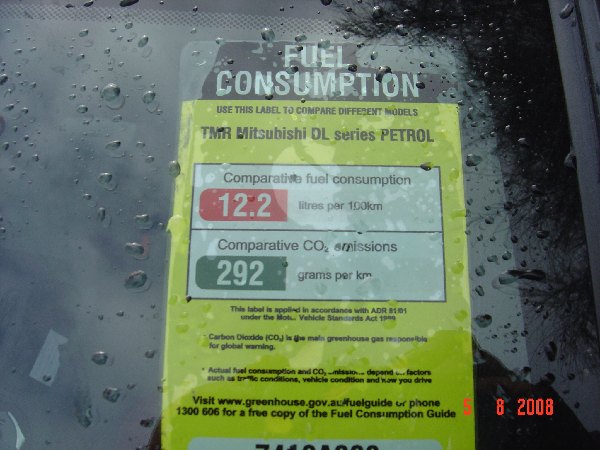 FUEL
CONSUMPTION
USE THIS LABEL TO COMPARE DIFFERENT MODELS
TMR Mitsubishi DL series PETROL
Comparative fuel consumption
12.2 litres per 100km
Comparative CO₂ emissions
292 grams per km
This label is applied in accordance with ADR 81/01
under the Motor Vehicle Standards Act 1989
* Carbon Dioxide (CO₂) is the main greenhouse gas responsible
for global warming.
* Actual fuel consumption and CO₂ emissions depend on factors
such as traffic conditions, vehicle condition and how you drive
Visit www.greenhouse.gov.au/fuelguide or phone
1300 606 for a free copy of the Fuel Consumption Guide
5 8 2008